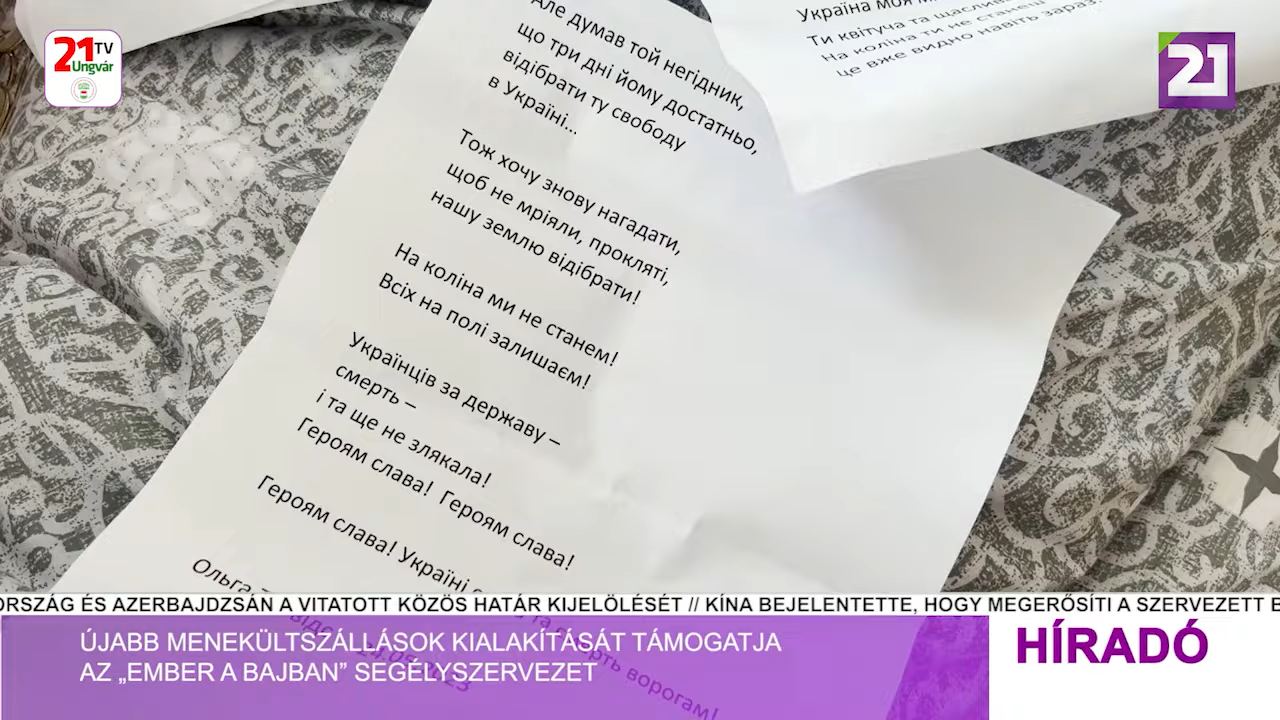 21 TV
Ungvár
21
Але думав той негідник,
що три дні йому достатньо,
відібрати ту свободу
в Україні...
Тож хочу знову нагадати,
щоб не мріяли, прокляті,
нашу землю відібрати!
На коліна ми не станем!
Всіх на полі залишаєм!
Українців за державу –
смерть –
і та ще не злякала!
Героям слава! Героям слава!
Героям слава! Україні
Ольга
смерть ворогам!
Україна моя
Ти квітуча та щаслива
на коліна ти не станеш
це вже видно навіть зараз.
ORSZÁG ÉS AZERBAJDZSÁN A VITATOTT KÖZÖS HATÁR KIJELÖLÉSÉT // KÍNA BEJELENTETTE, HOGY MEGERŐSÍTI A SZERVEZETT
ÚJABB MENEKÜLTSZÁLLÁSOK KIALAKÍTÁSÁT TÁMOGATJA
AZ „EMBER A BAJBAN” SEGÉLYSZERVEZET
HÍRADÓ